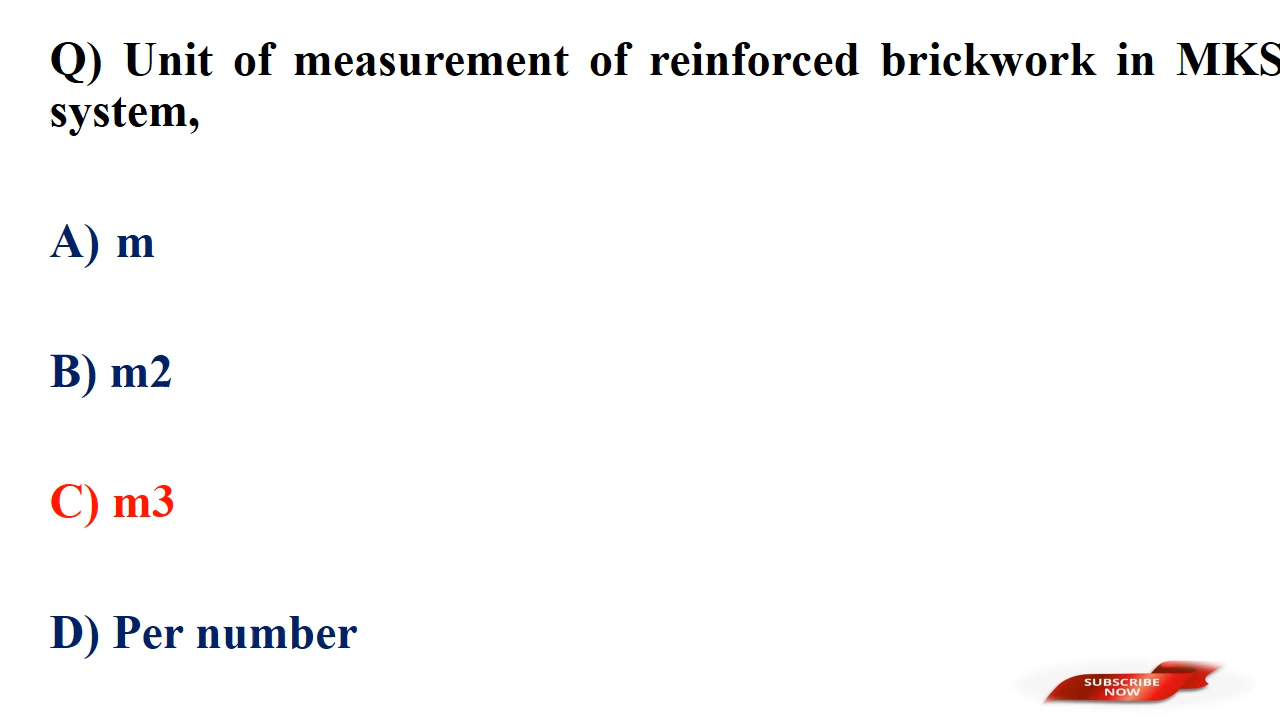 Q) Unit of measurement of reinforced brickwork in MKS
system,
A) m
B) m2
C) m3
D) Per number
SUBSCRIBE
NOW